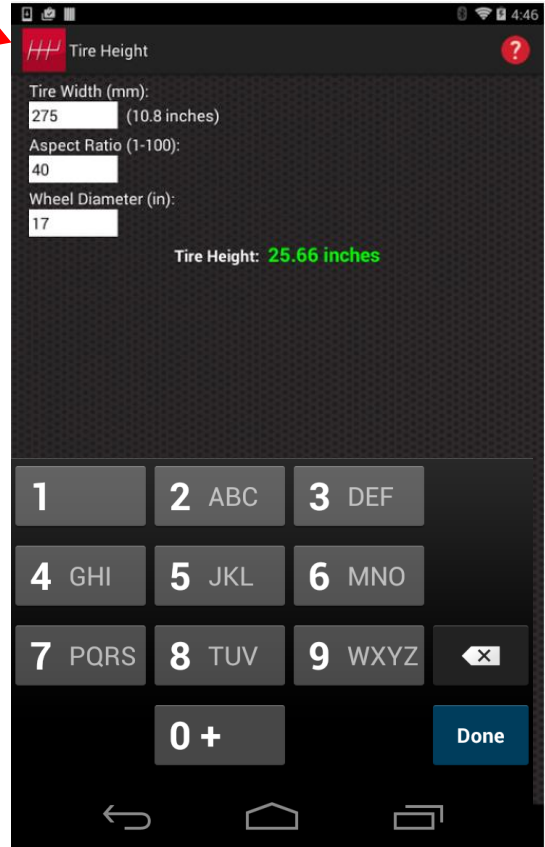 4:46
Tire Height
?
Tire Width (mm):
275 (10.8 inches)
Aspect Ratio (1-100):
40
Wheel Diameter (in):
17
Tire Height: 25.66 inches
1 2 ABC 3 DEF
4 GHI 5 JKL 6 MNO
7 PQRS 8 TUV 9 WXYZ
0 + Done